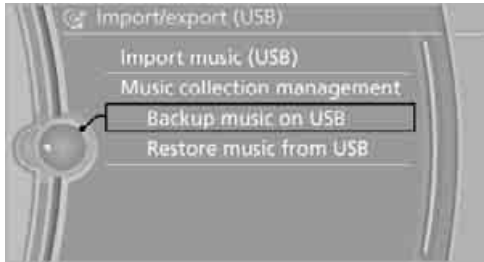 Import/export (USB)
Import music (USB)
Music collection management
Backup music on USB
Restore music from USB